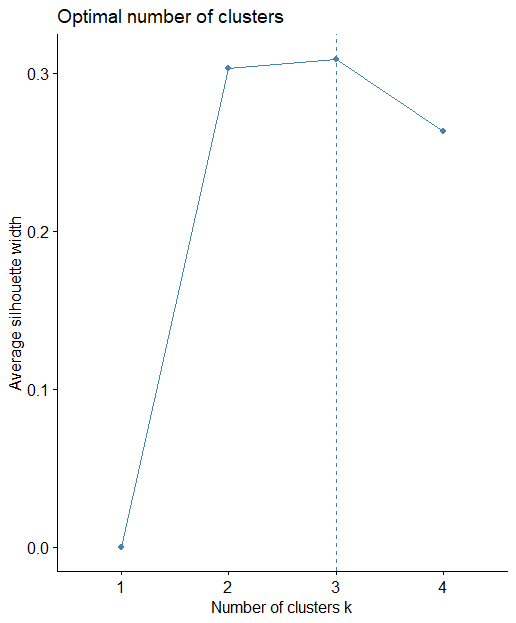 Optimal number of clusters
0.3
0.2
0.1
0.0
Average silhouette width
1 2 3 4
Number of clusters k